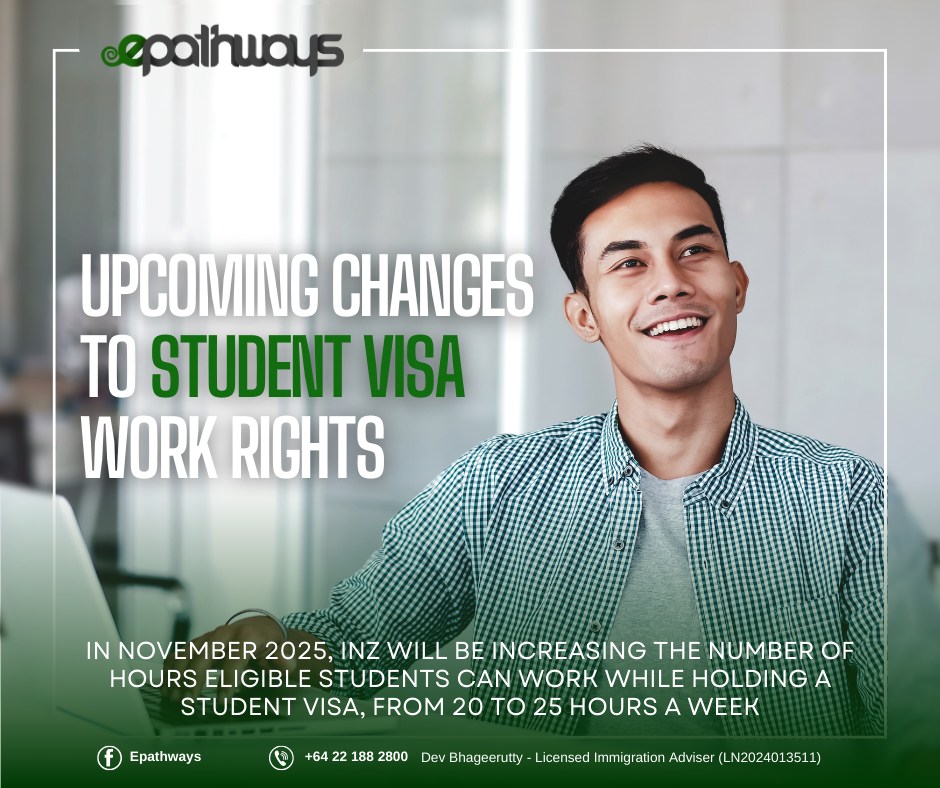 epathways
UPCOMING CHANGES
TO STUDENT VISA
WORK RIGHTS
IN NOVEMBER 2025, INZ WILL BE INCREASING THE NUMBER OF
HOURS ELIGIBLE STUDENTS CAN WORK WHILE HOLDING A
STUDENT VISA, FROM 20 TO 25 HOURS A WEEK
Epathways +64 22 188 2800 Dev Bhageerutty - Licensed Immigration Adviser (LN2024013511)